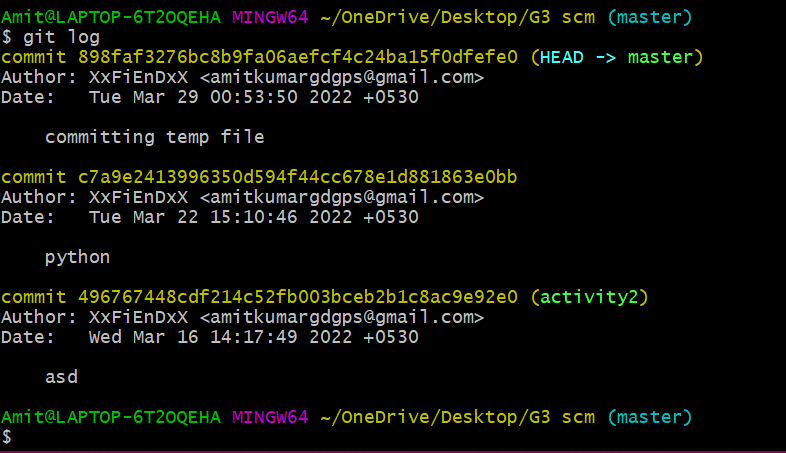 Amit@LAPTOP-6T2OQEHA MINGW64 ~/OneDrive/Desktop/G3 scm (master)
$ git log
commit 898faf3276bc8b9fa06aefcf4c24ba15f0dfefe0 (HEAD -> master)
Author: XxFiEnDxX <amitkumargdgps@gmail.com>
Date:   Tue Mar 29 00:53:50 2022 +0530
committing temp file
commit c7a9e2413996350d594f44cc678e1d881863e0bb
Author: XxFiEnDxX <amitkumargdgps@gmail.com>
Date:   Tue Mar 22 15:10:46 2022 +0530
python
commit 496767448cdf214c52fb003bceb2b1c8ac9e92e0 (activity2)
Author: XxFiEnDxX <amitkumargdgps@gmail.com>
Date:   Wed Mar 16 14:17:49 2022 +0530
asd
Amit@LAPTOP-6T2OQEHA MINGW64 ~/OneDrive/Desktop/G3 scm (master)
$